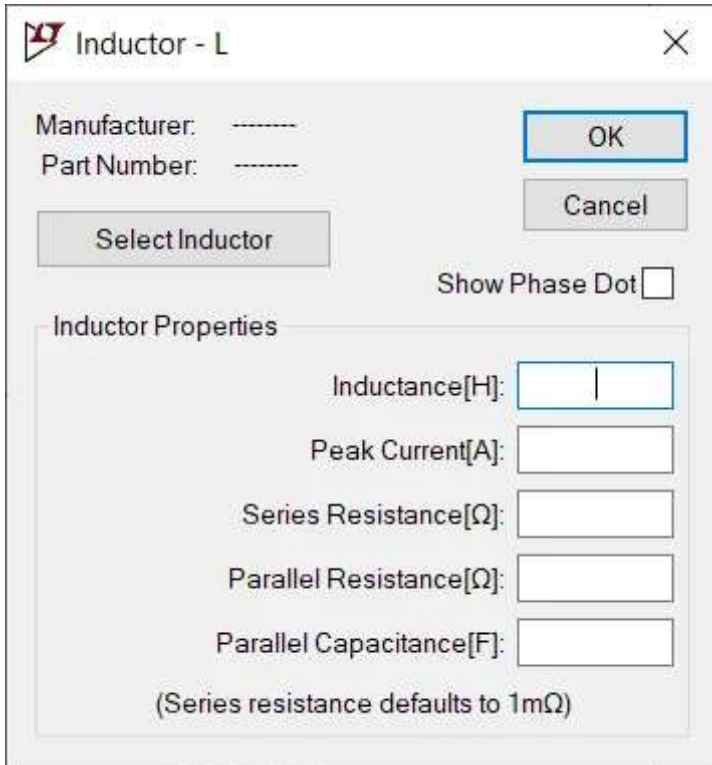 Inductor - L
Manufacturer: --------
OK
Part Number: --------
Cancel
Select Inductor
Show Phase Dot
Inductor Properties
Inductance[H]:
Peak Current[A]:
Series Resistance[Ω]:
Parallel Resistance[Ω]:
Parallel Capacitance[F]:
(Series resistance defaults to 1mΩ)